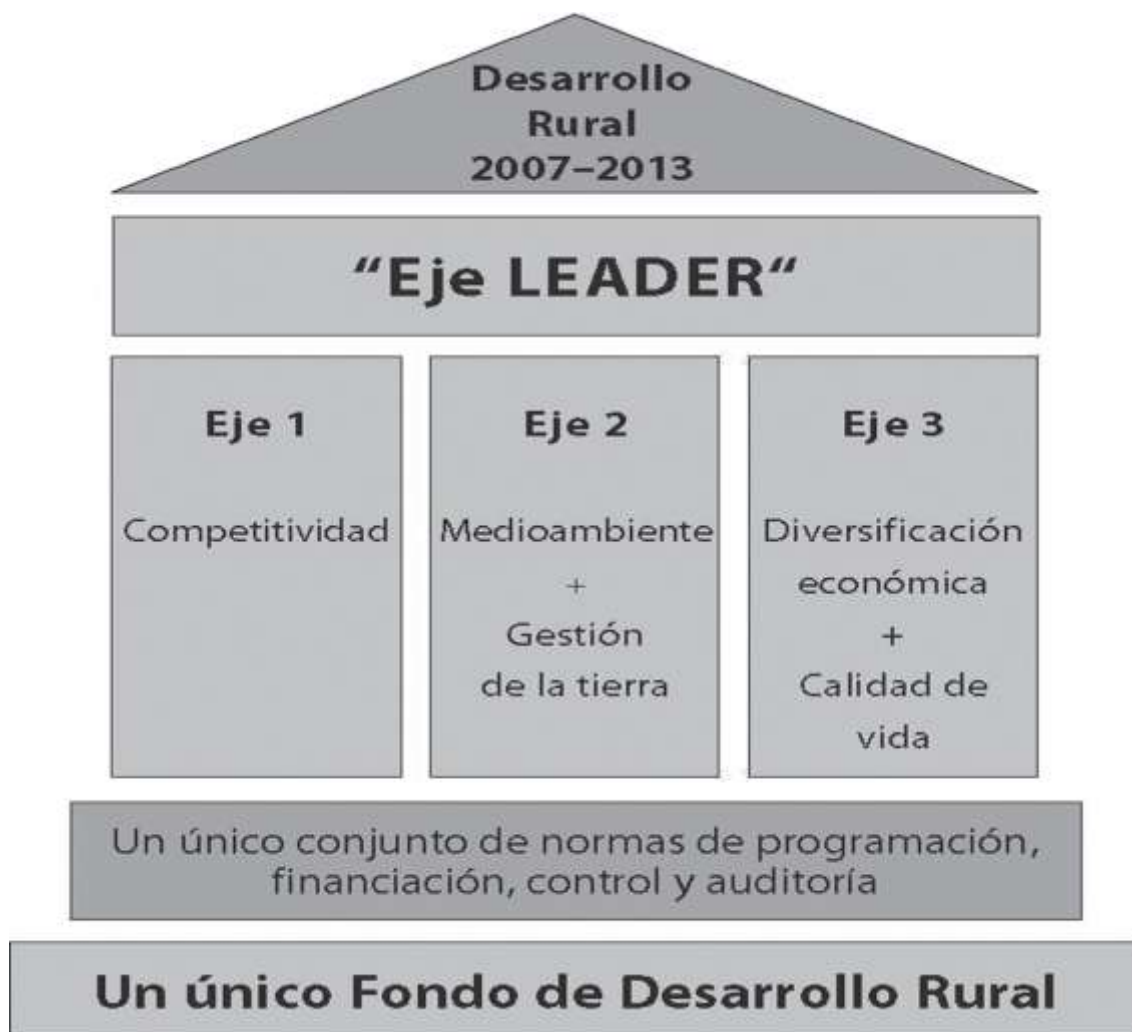 Desarrollo
Rural
2007–2013
“Eje LEADER“
Eje 1
Competitividad
Eje 2
Medioambiente
+
Gestión
de la tierra
Eje 3
Diversificación
económica
+
Calidad de
vida
Un único conjunto de normas de programación,
financiación, control y auditoría
Un único Fondo de Desarrollo Rural